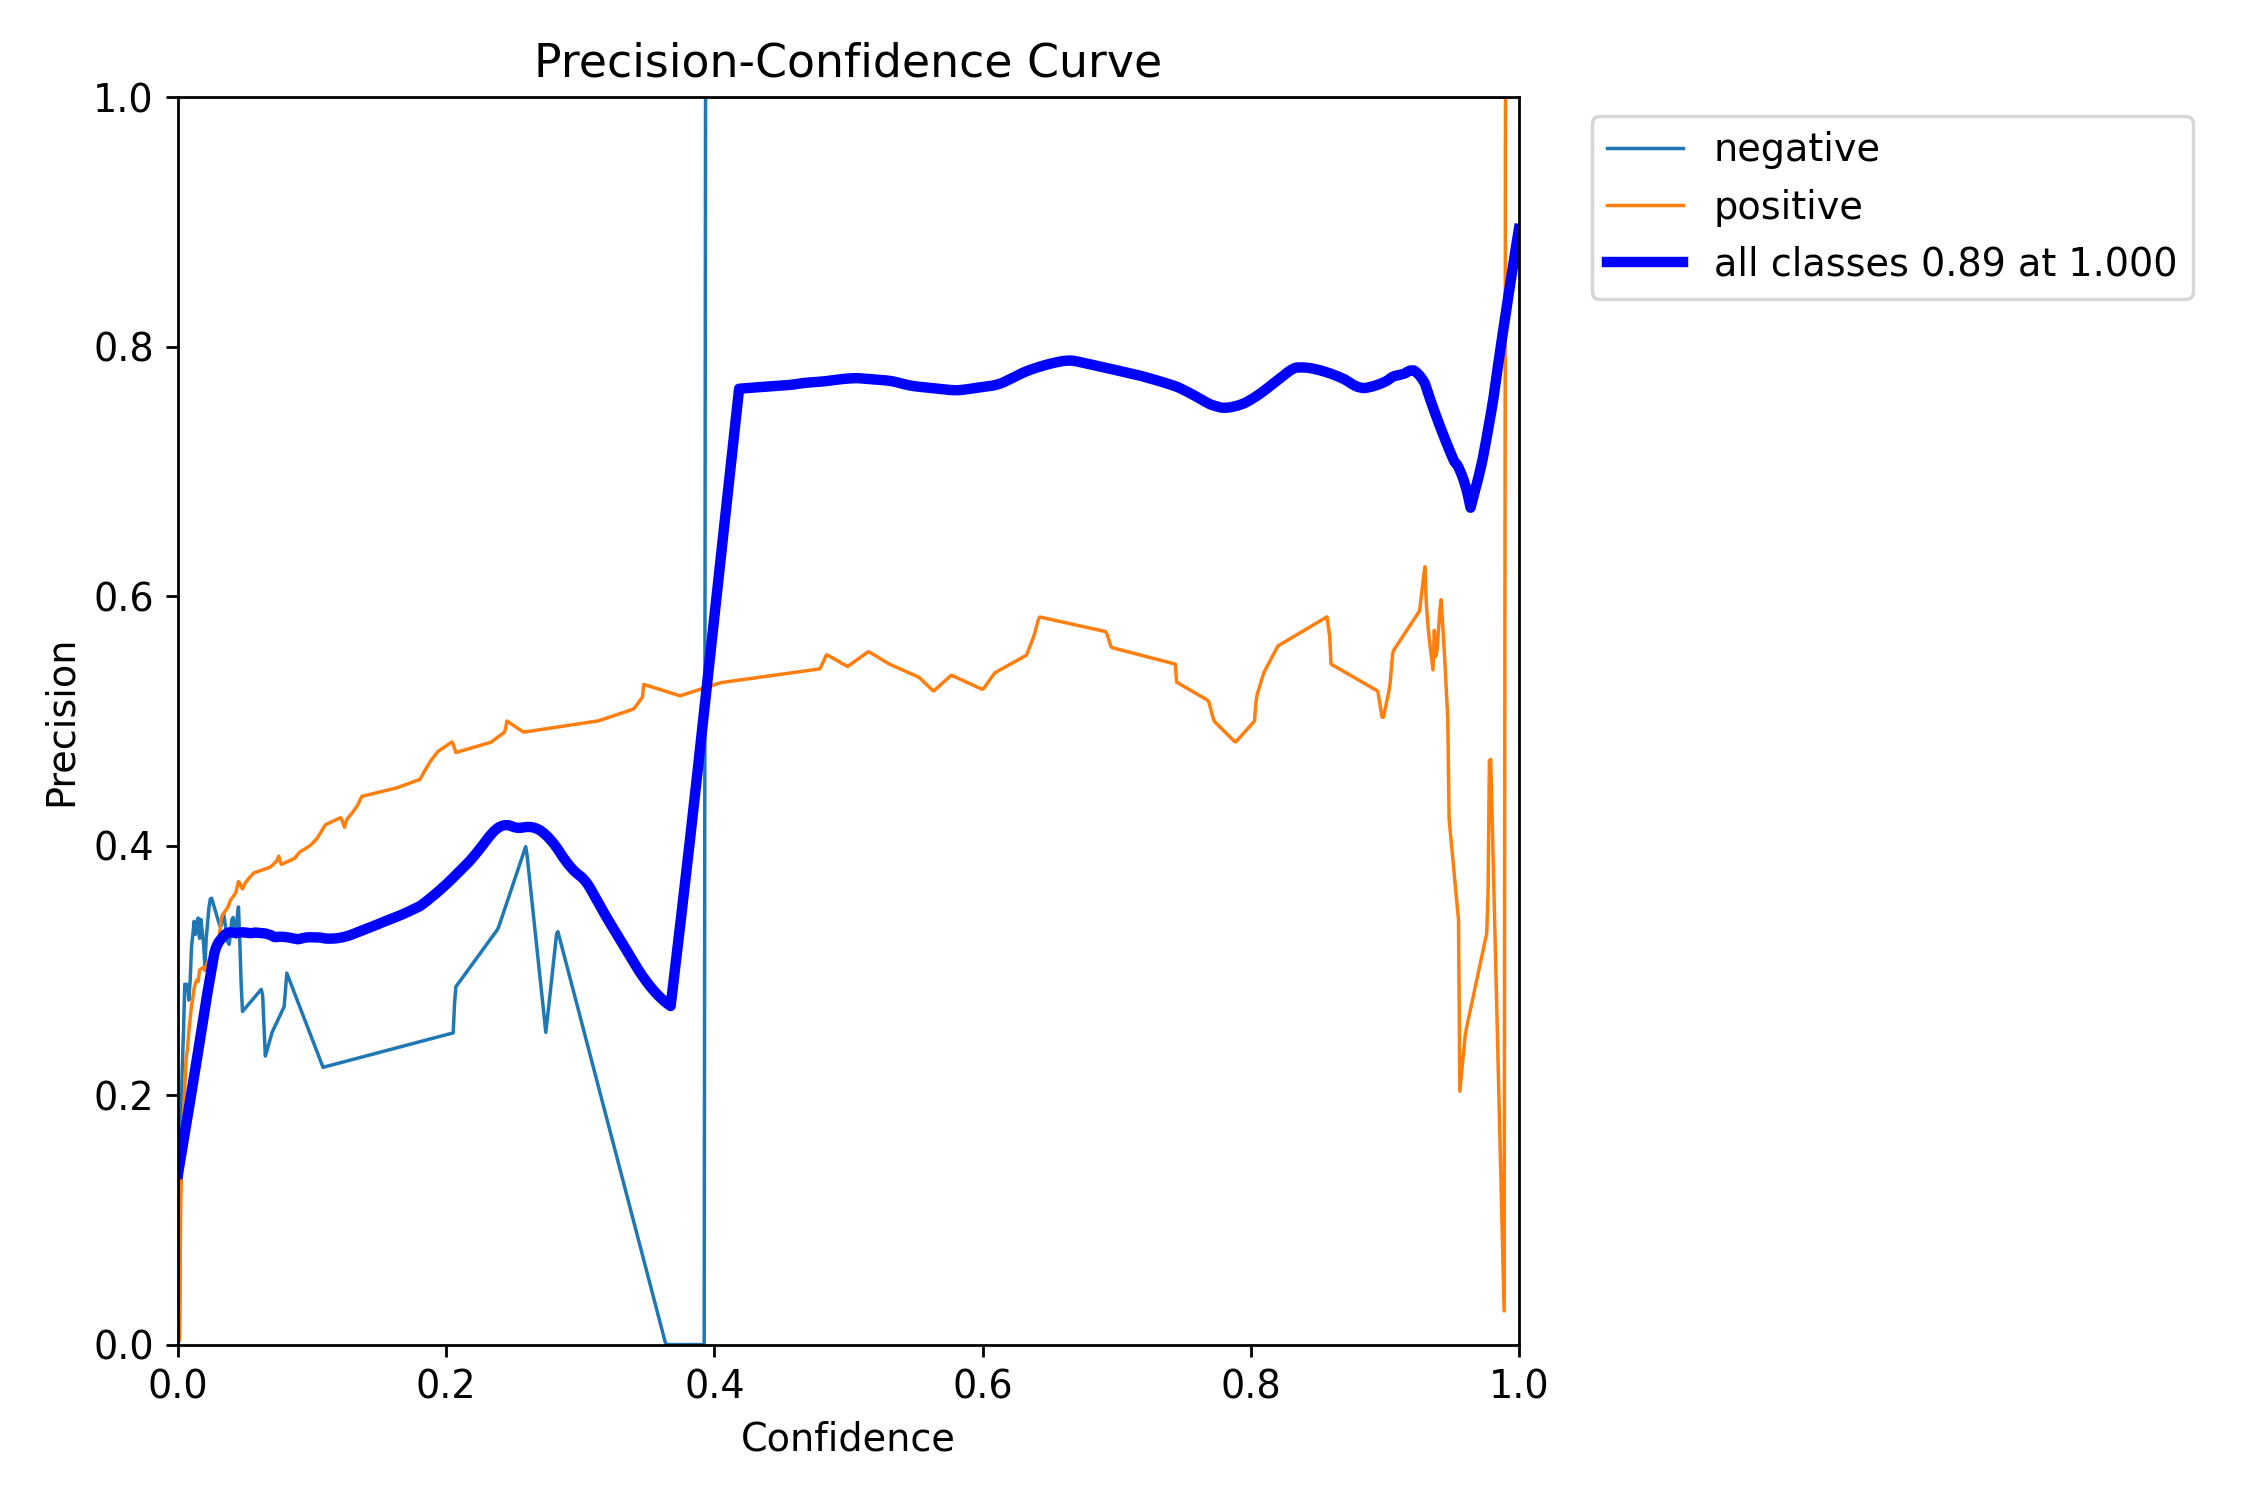 Precision-Confidence Curve
1.0
0.8
0.6
0.4
0.2
0.0
Precision
0.0 0.2 0.4 0.6 0.8 1.0
Confidence
negative
positive
all classes 0.89 at 1.000